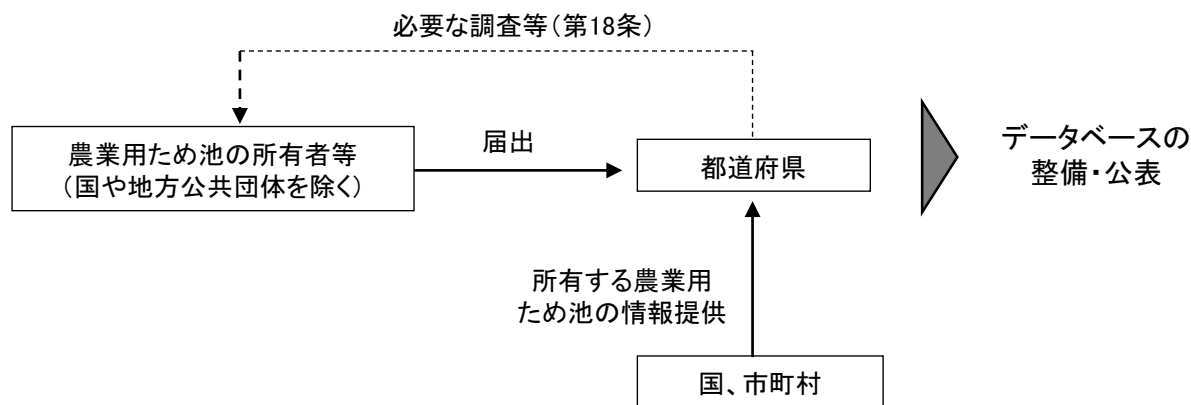 必要な調査等（第18条）
農業用ため池の所有者等
（国や地方公共団体を除く）
届出
都道府県
データベースの
整備・公表
所有する農業用
ため池の情報提供
国、市町村